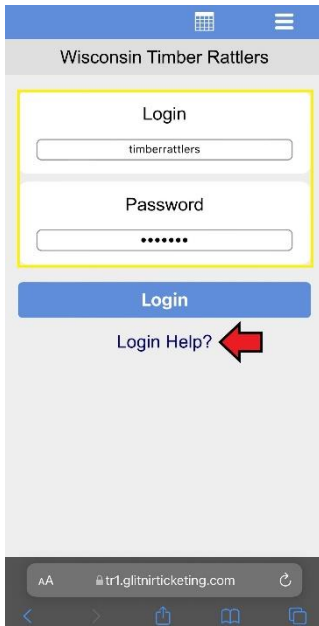 Wisconsin Timber Rattlers
Login
timberrattlers
Password
•••••••
Login
Login Help?
AA
tr1.glitnirticketing.com